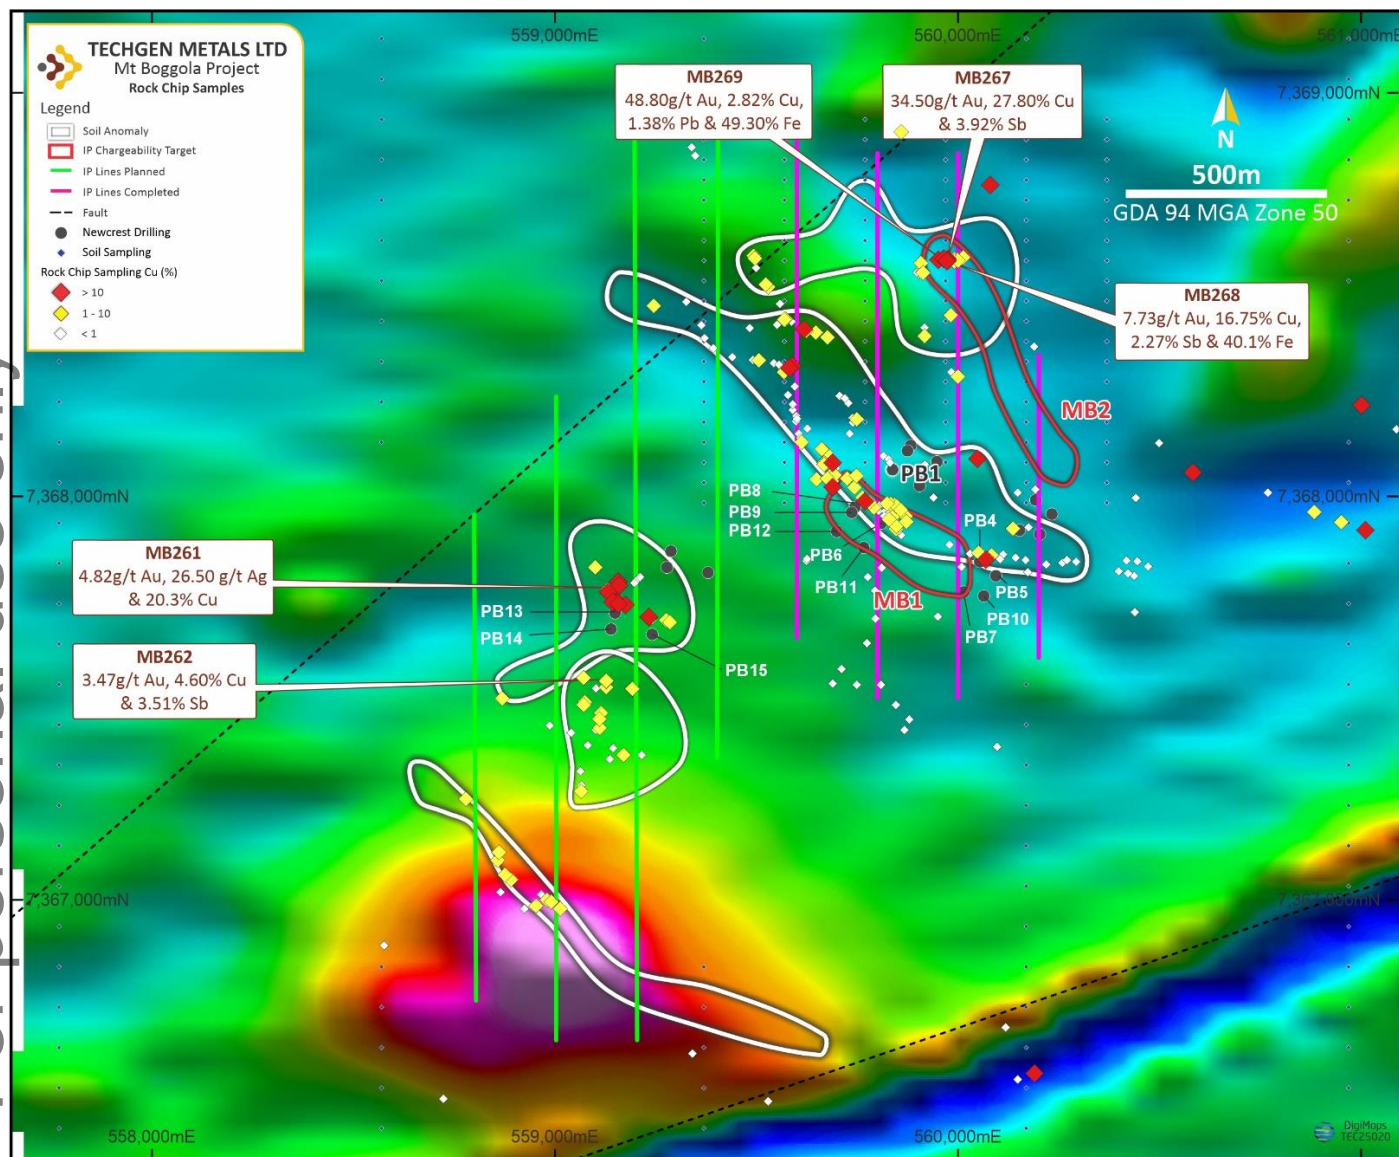 TECHGEN METALS LTD
Mt Boggola Project
Rock Chip Samples
Legend
Soil Anomaly
IP Chargeability Target
IP Lines Planned
IP Lines Completed
Fault
Newcrest Drilling
Soil Sampling
Rock Chip Sampling Cu (%)
> 10
1 - 10
< 1
559,000mE
560,000mE
561,000mE
MB269
48.80g/t Au, 2.82% Cu,
1.38% Pb & 49.30% Fe
MB267
34.50g/t Au, 27.80% Cu
& 3.92% Sb
7,369,000mN
N
500m
GDA 94 MGA Zone 50
MB268
7.73g/t Au, 16.75% Cu,
2.27% Sb & 40.1% Fe
MB2
PB1
7,368,000mN
7,368,000mN
PB8
PB9
PB12
PB4
PB6
PB11
MB1
PB5
PB10
PB7
MB261
4.82g/t Au, 26.50 g/t Ag
& 20.3% Cu
PB13
PB14
PB15
MB262
3.47g/t Au, 4.60% Cu
& 3.51% Sb
7,367,000mN
7,367,000mN
558,000mE
559,000mE
560,000mE
DigiMaps
TEC25020